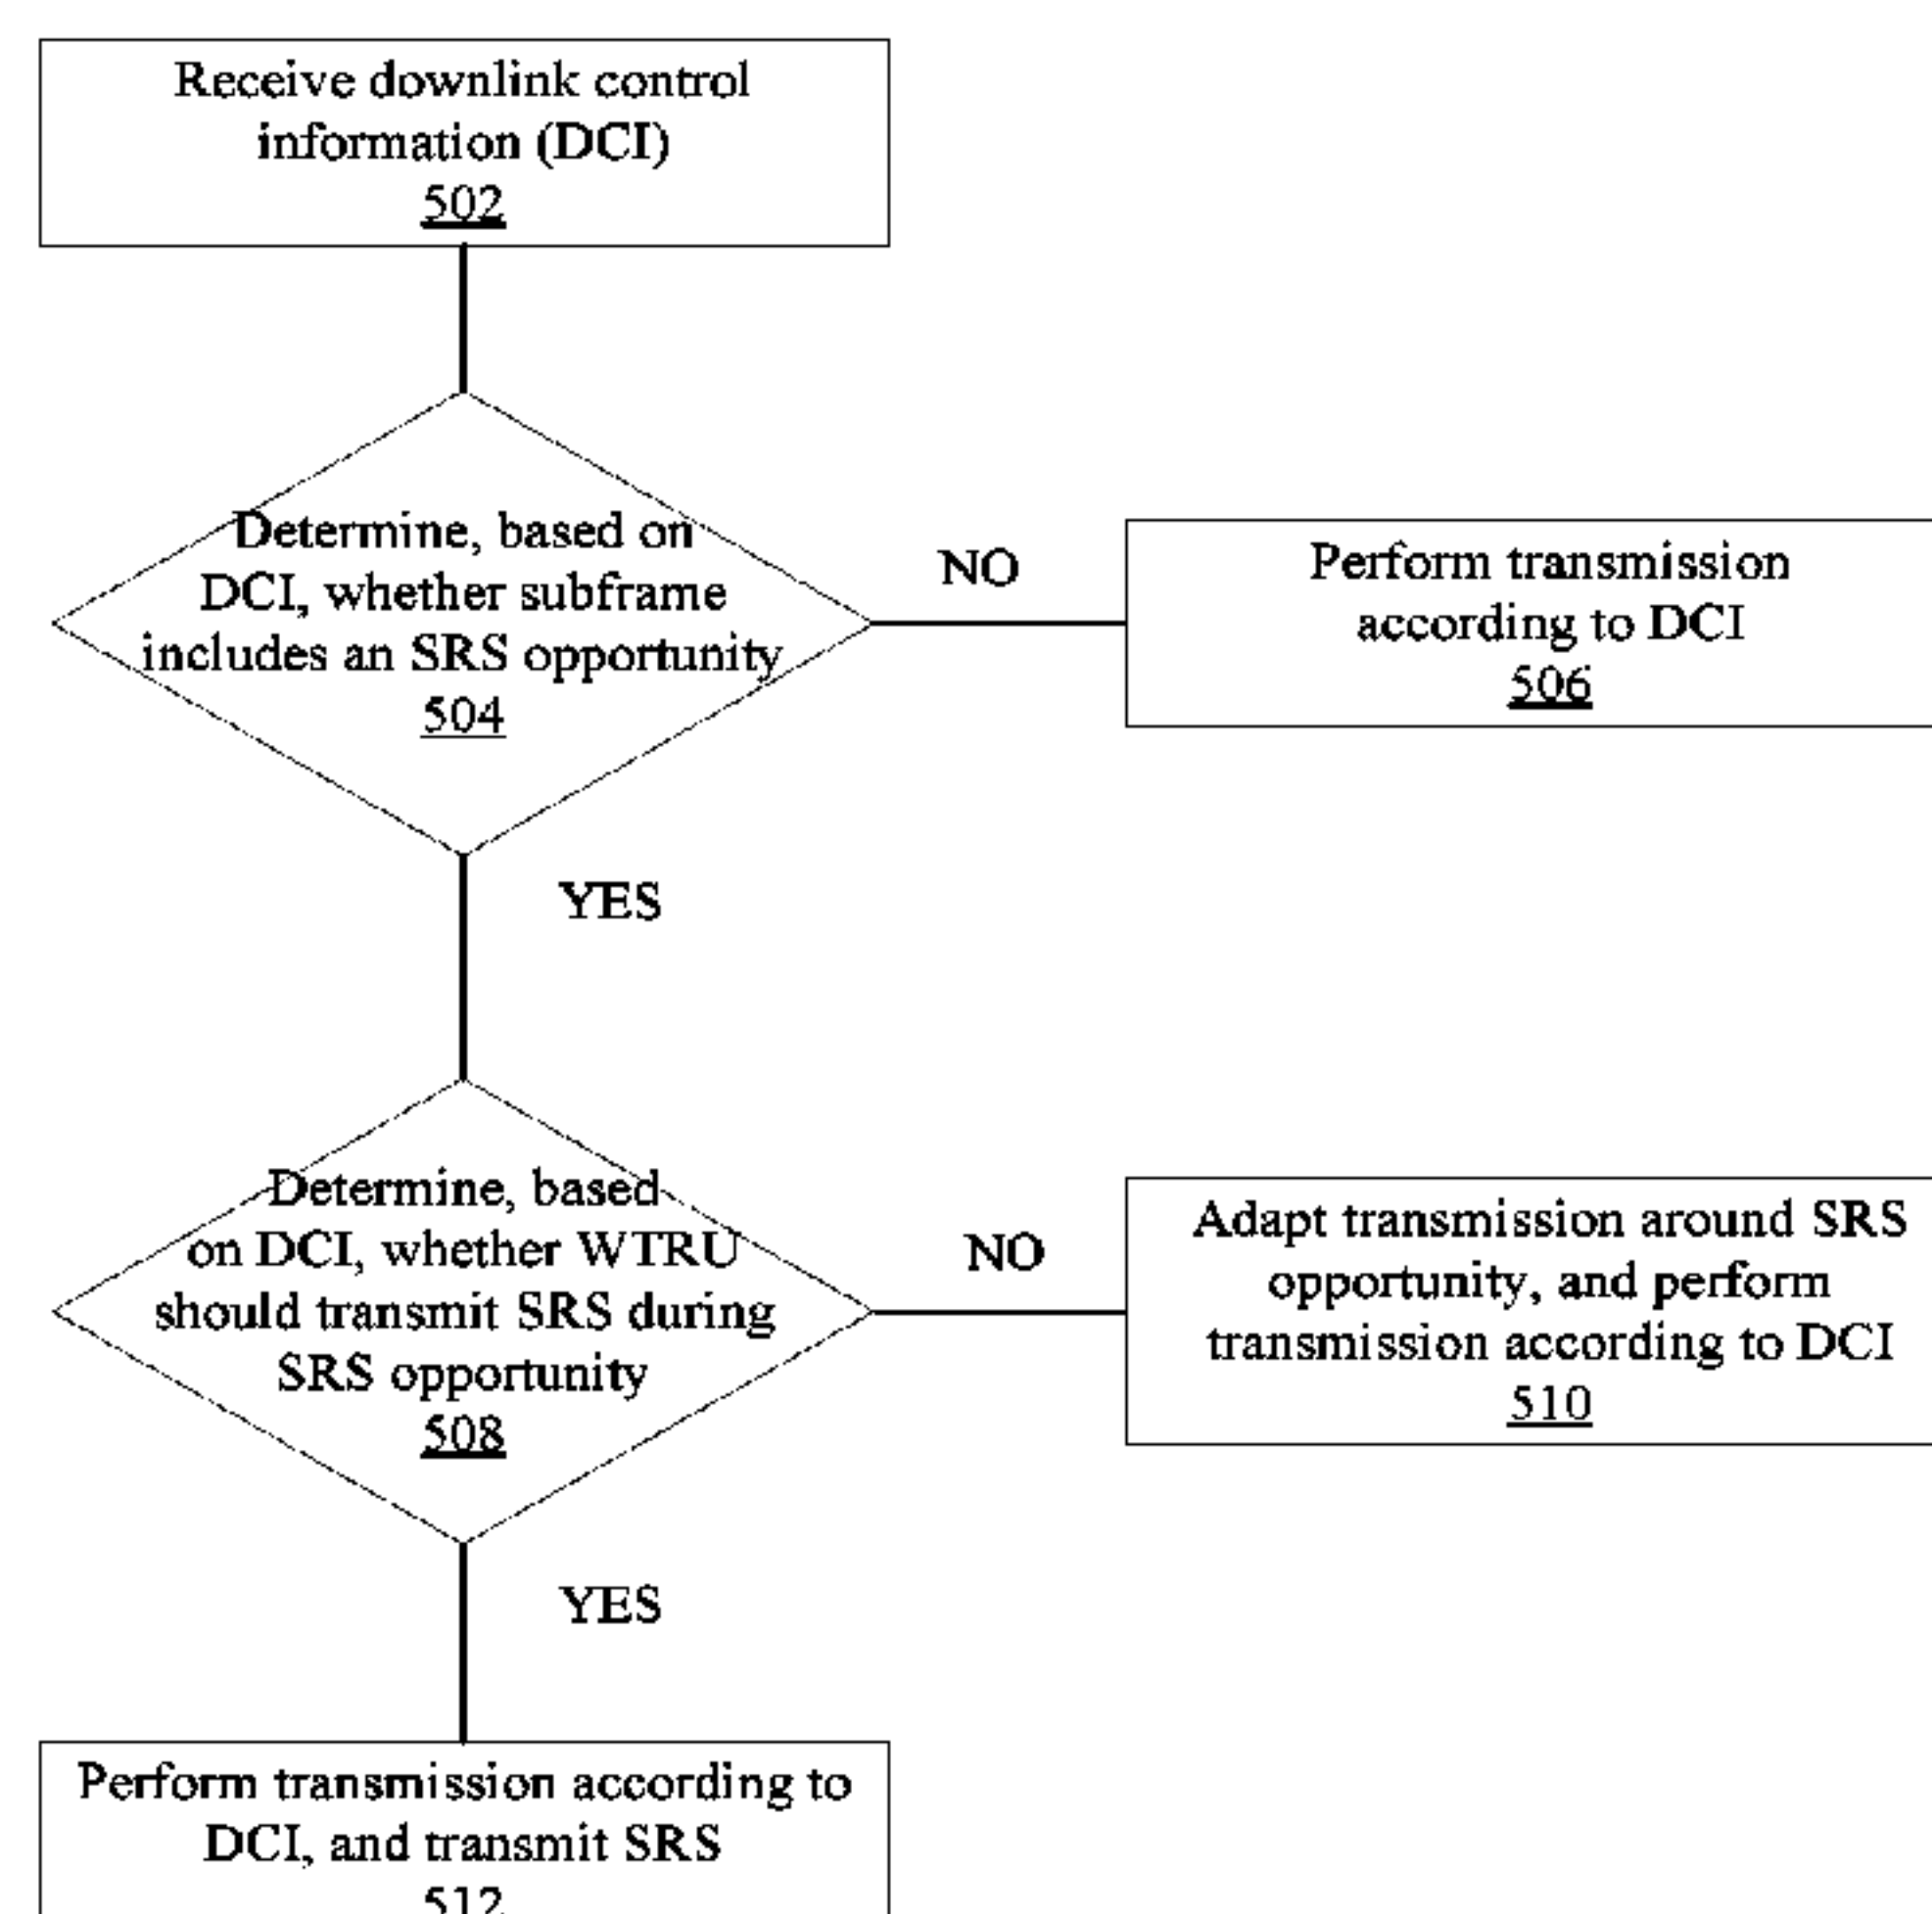 Receive downlink control
information (DCI)
502
Determine, based on
DCI, whether subframe
includes an SRS opportunity
504
NO
Perform transmission
according to DCI
506
YES
Determine, based
on DCI, whether WTRU
should transmit SRS during
SRS opportunity
508
NO
Adapt transmission around SRS
opportunity, and perform
transmission according to DCI
510
YES
Perform transmission according to
DCI, and transmit SRS
512